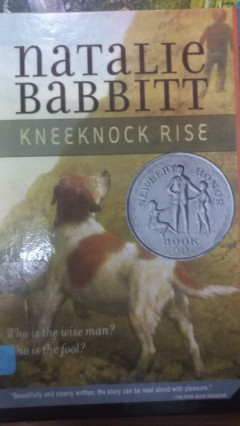 NATALIE
BABBITT
KNEEKNOCK RISE
NEWBERY HONOR
BOOK
Who is the wise man?
Who is the fool?
"Beautifully and clearly written, the story can be read aloud with pleasure."